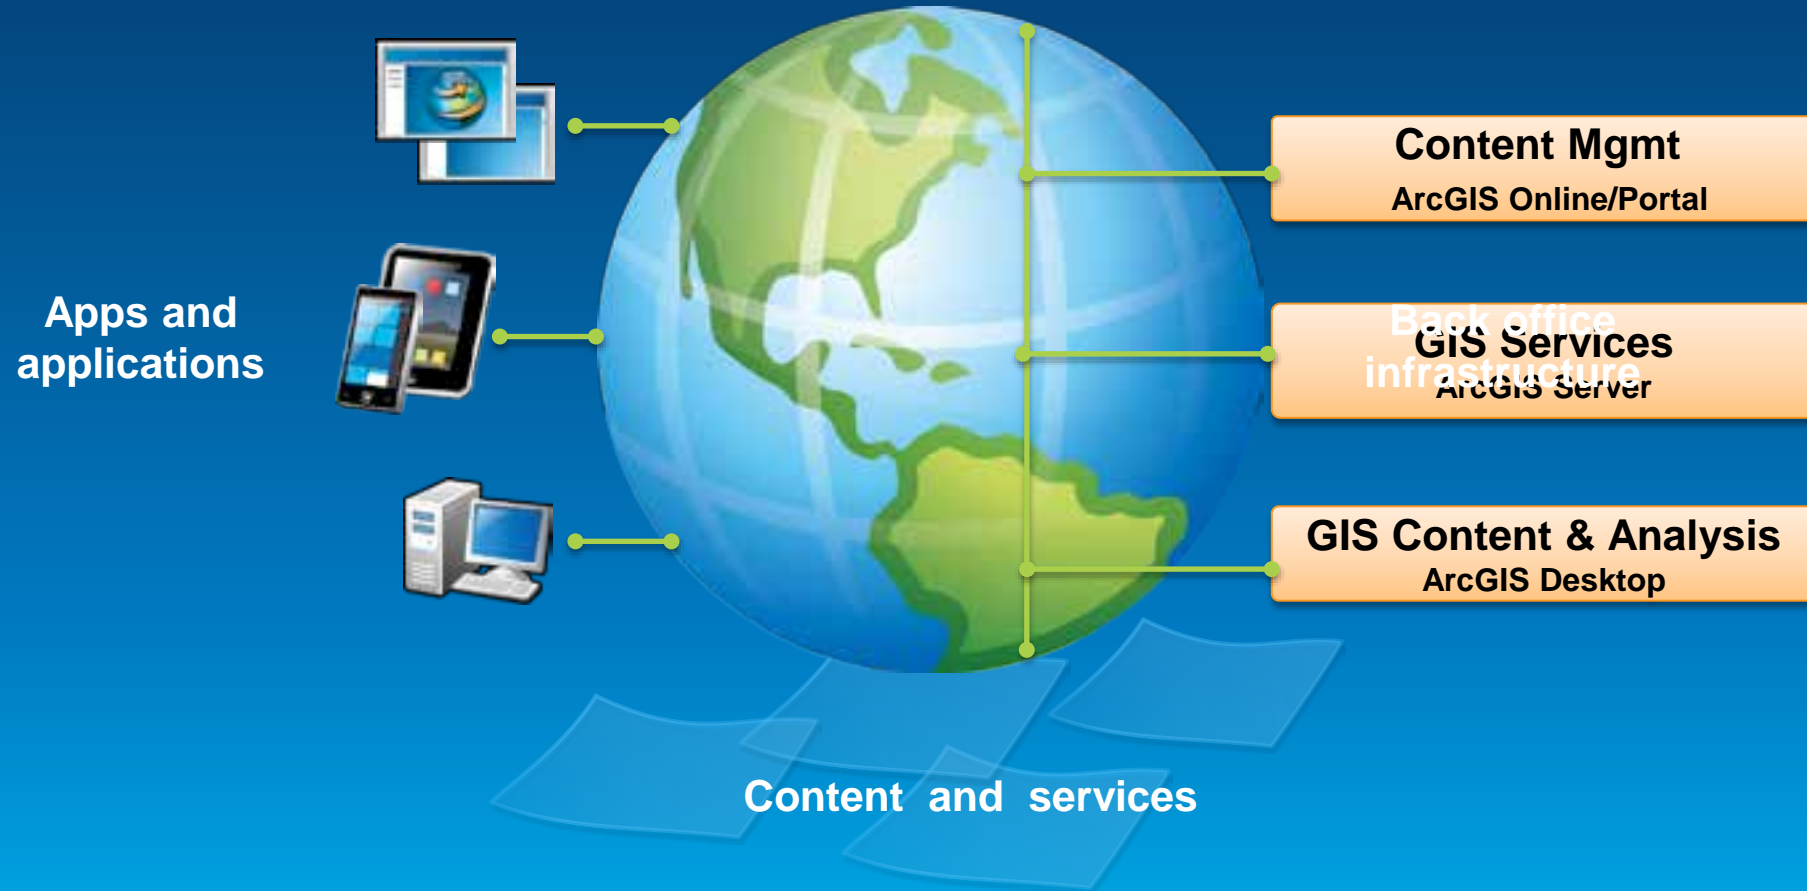 Content Mgmt
ArcGIS Online/Portal
Apps and
applications
Back office
infrastructure
GIS Services
ArcGIS Server
GIS Content & Analysis
ArcGIS Desktop
Content and services